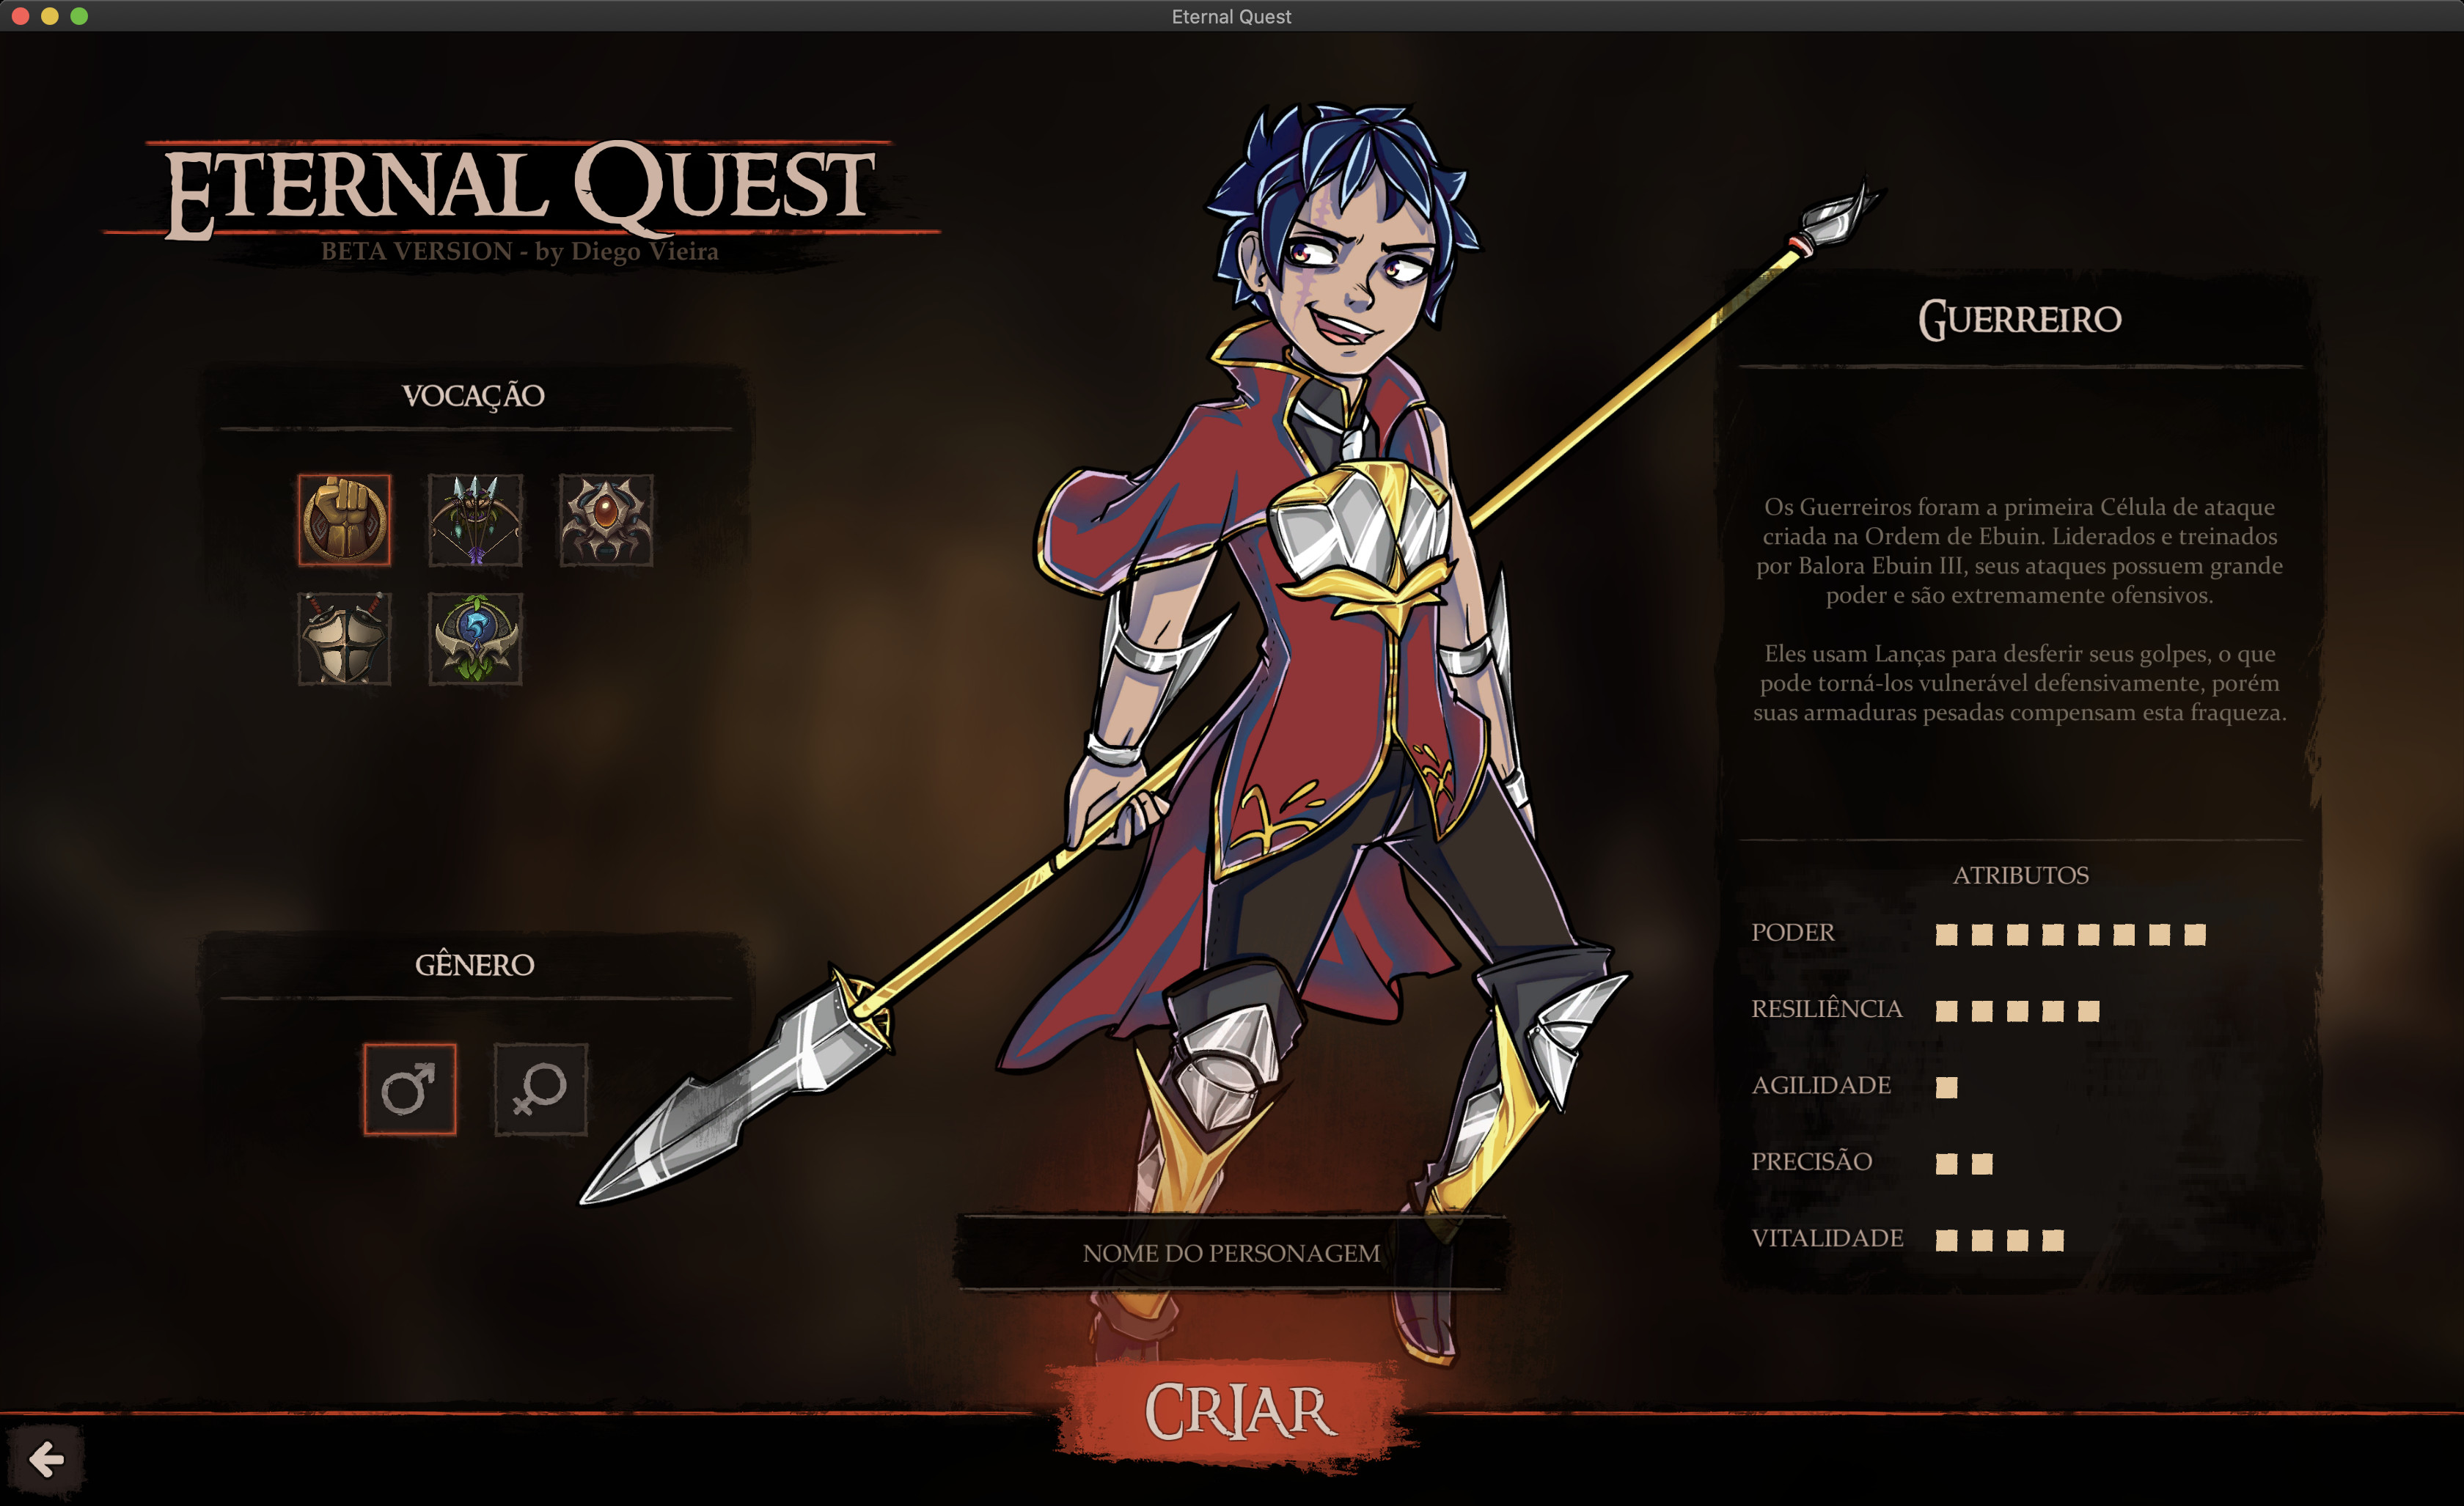 Eternal Quest
ETERNAL QUEST
BETA VERSION - by Diego Vieira
VOCAÇÃO
GÊNERO
GUERREIRO
Os Guerreiros foram a primeira Célula de ataque
criada na Ordem de Ebuin. Liderados e treinados
por Balora Ebuin III, seus ataques possuem grande
poder e são extremamente ofensivos.
Eles usam Lanças para desferir seus golpes, o que
pode torná-los vulnerável defensivamente, porém
suas armaduras pesadas compensam esta fraqueza.
ATRIBUTOS
PODER
RESILIÊNCIA
AGILIDADE
PRECISÃO
VITALIDADE
NOME DO PERSONAGEM
CRIAR